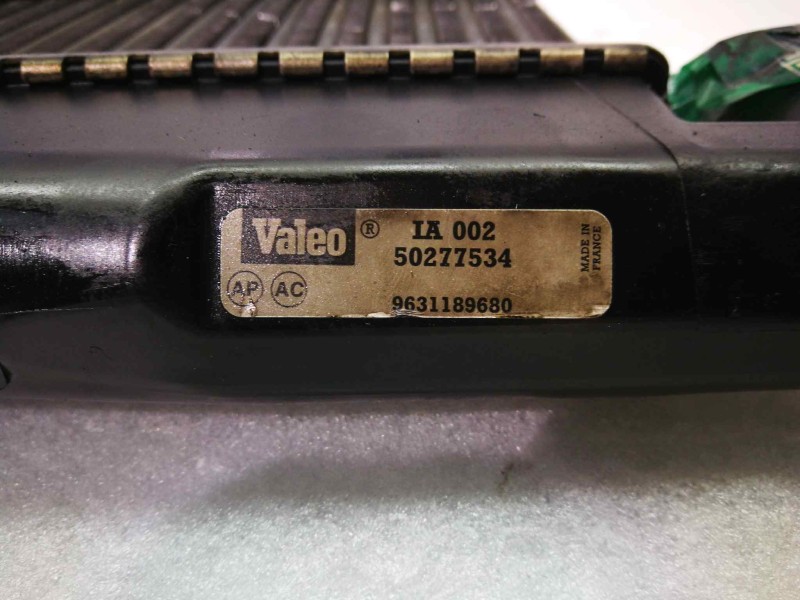 Valeo ® IA 002
50277534
AP AC
9631189680
MADE IN
FRANCE